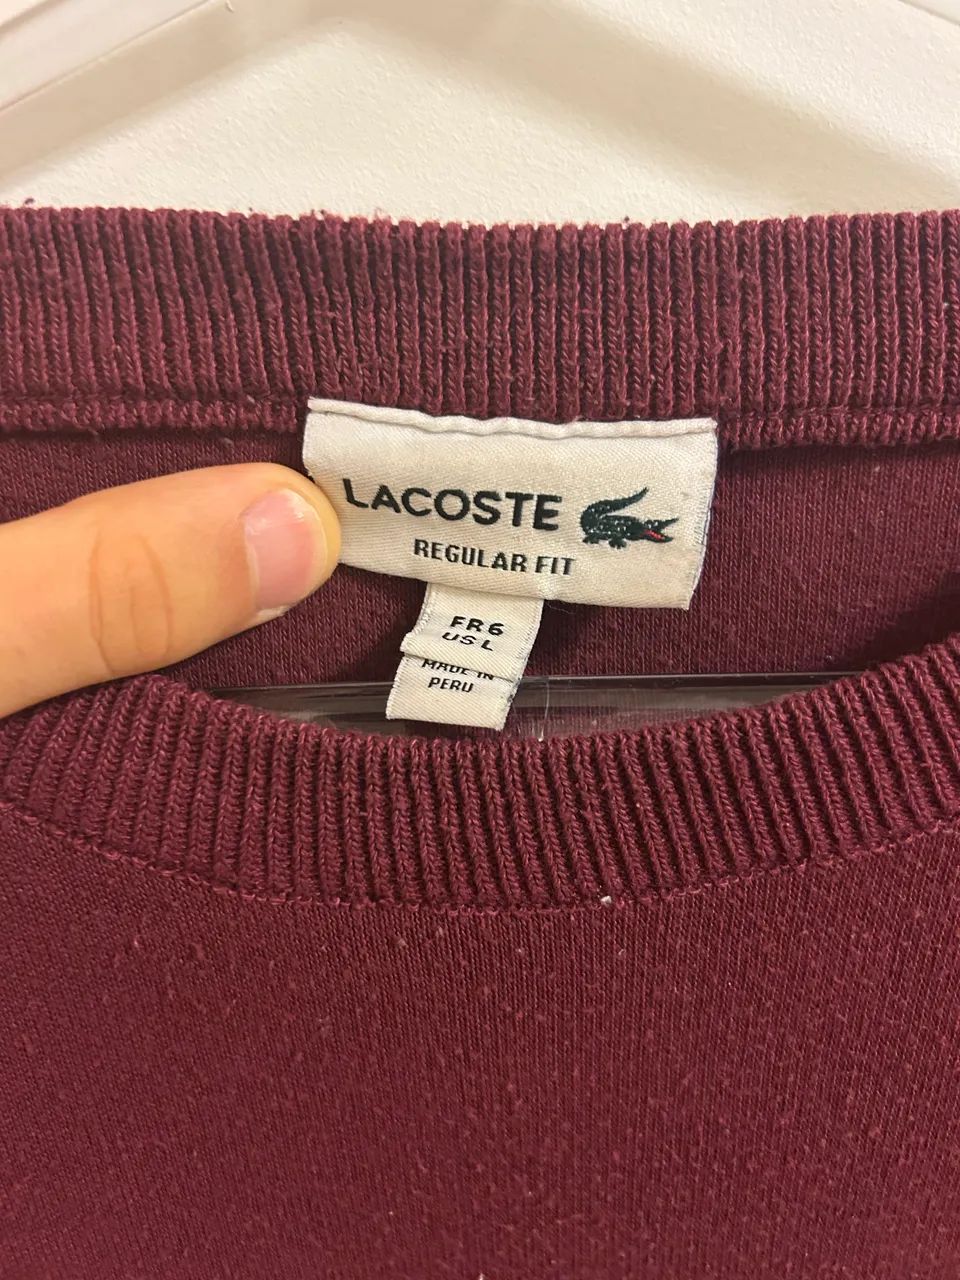 LACOSTE
REGULAR FIT
FR 6
US L
MADE IN
PERU